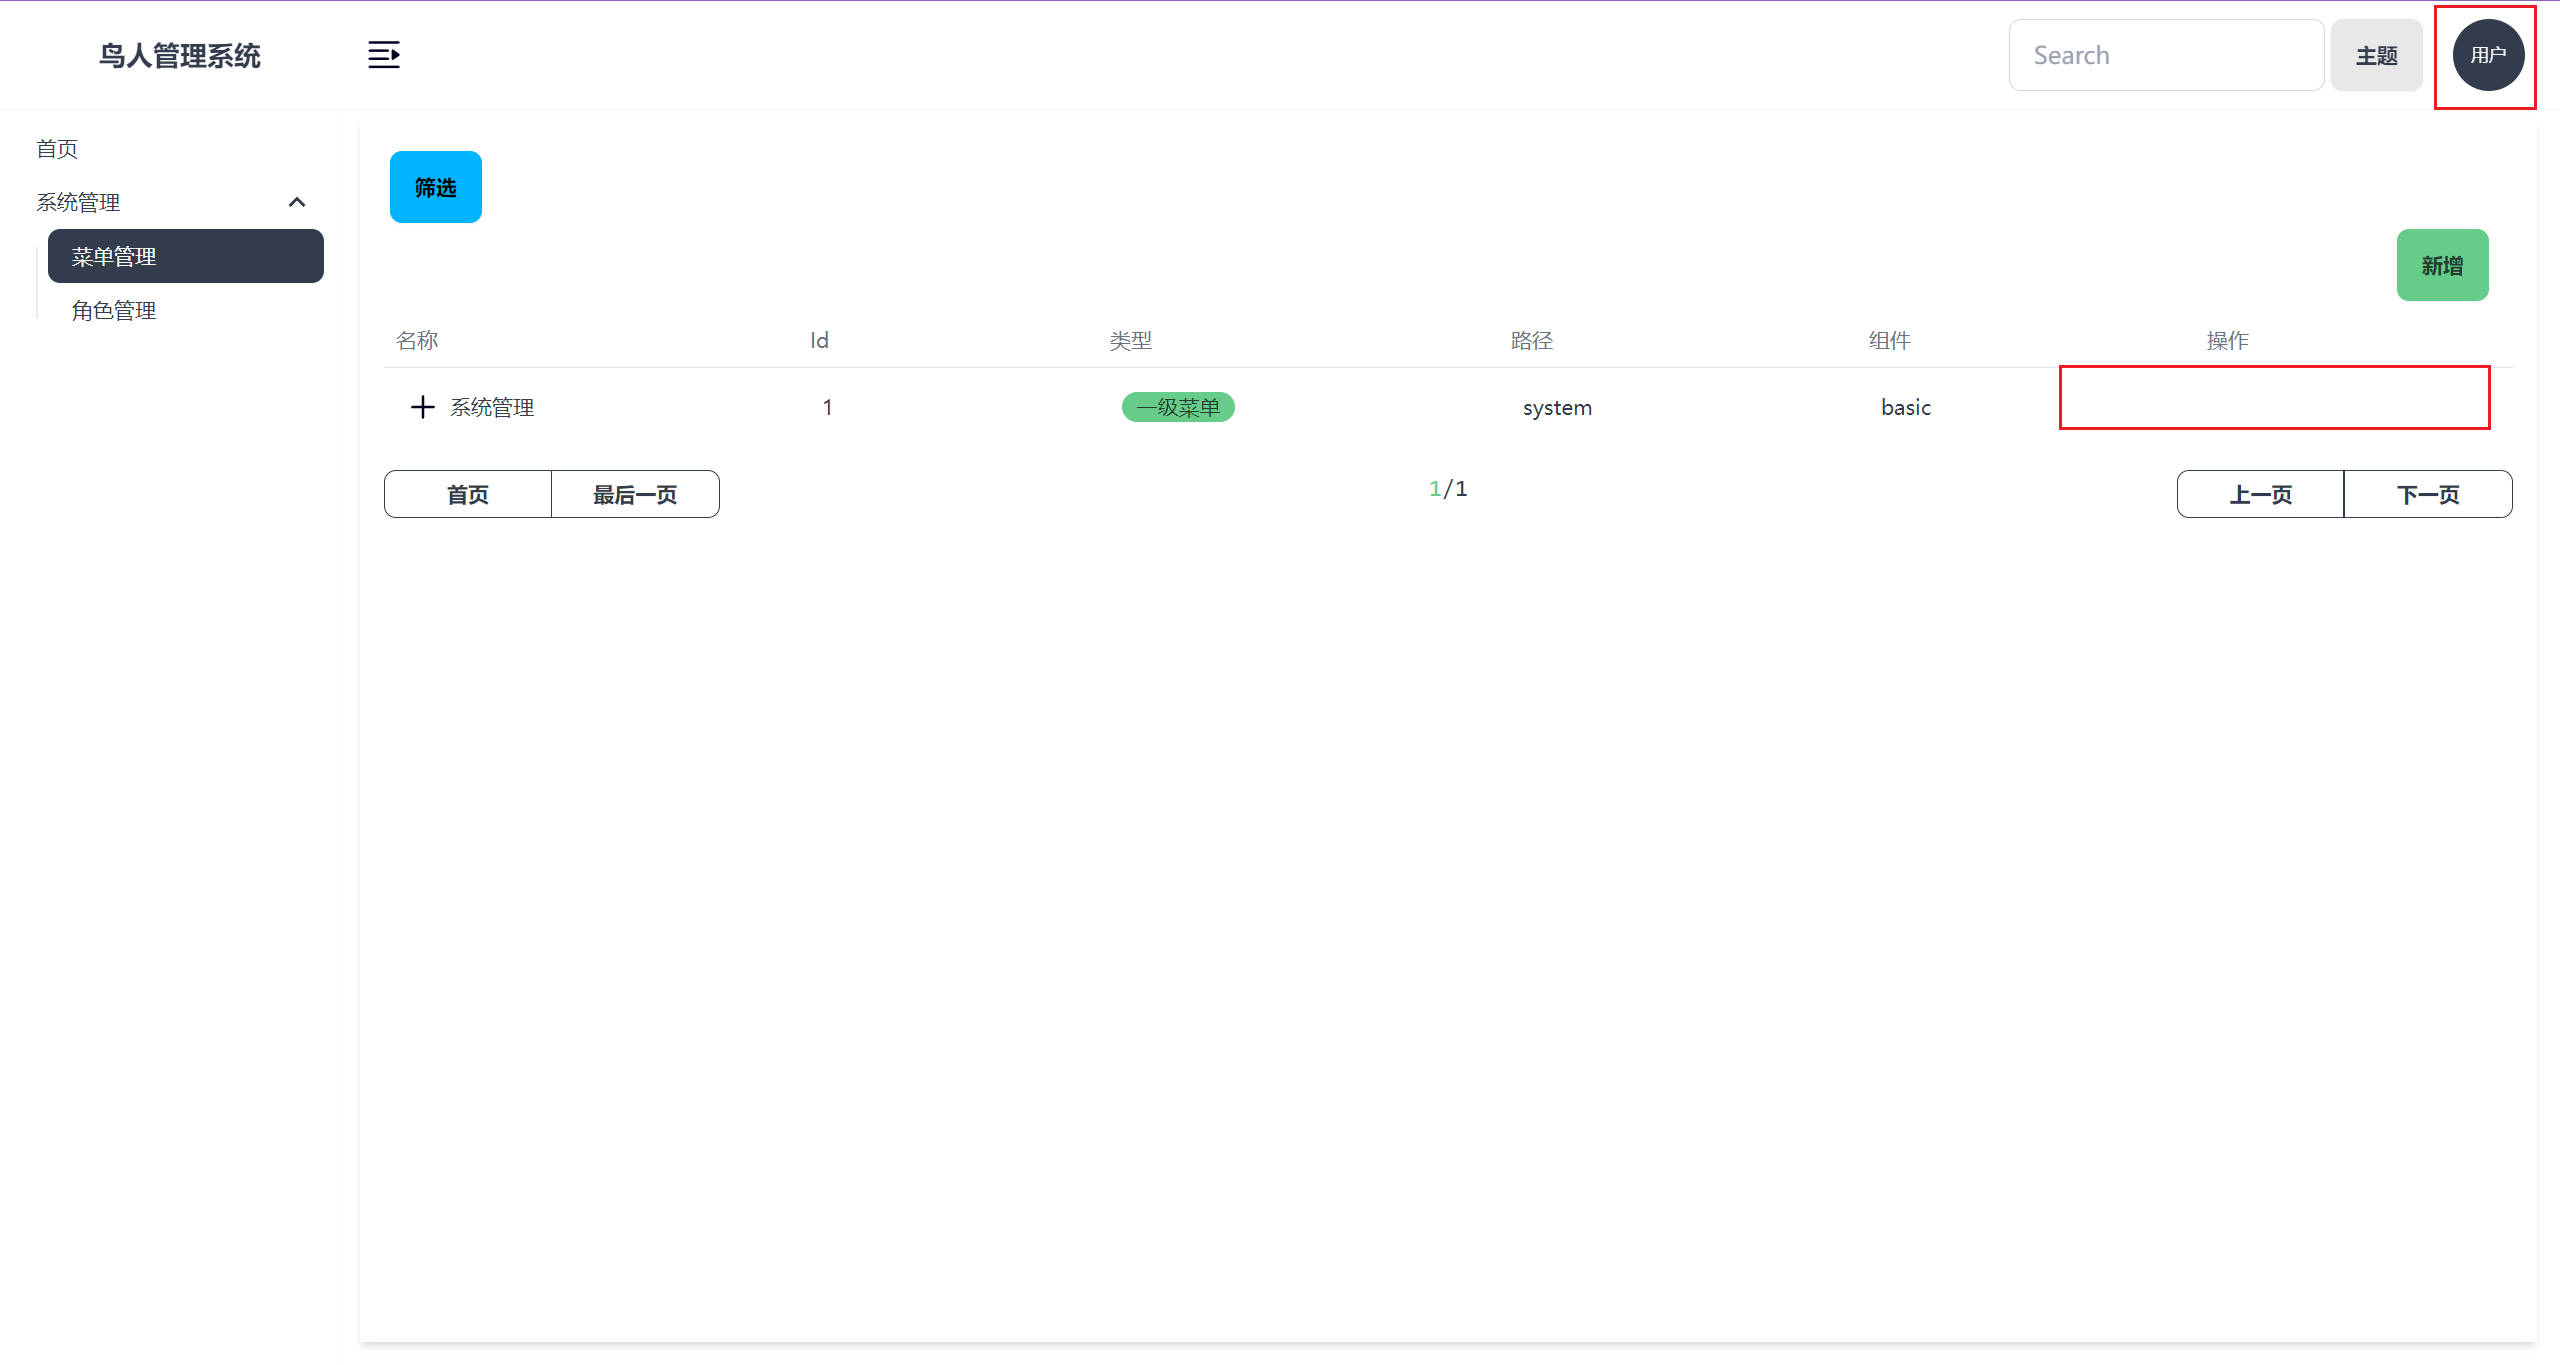 鸟人管理系统
Search
主题
用户
首页
系统管理
菜单管理
角色管理
筛选
新增
名称 Id 类型 路径 组件 操作
系统管理 1 一级菜单 system basic
首页 最后一页 1/1 上一页 下一页